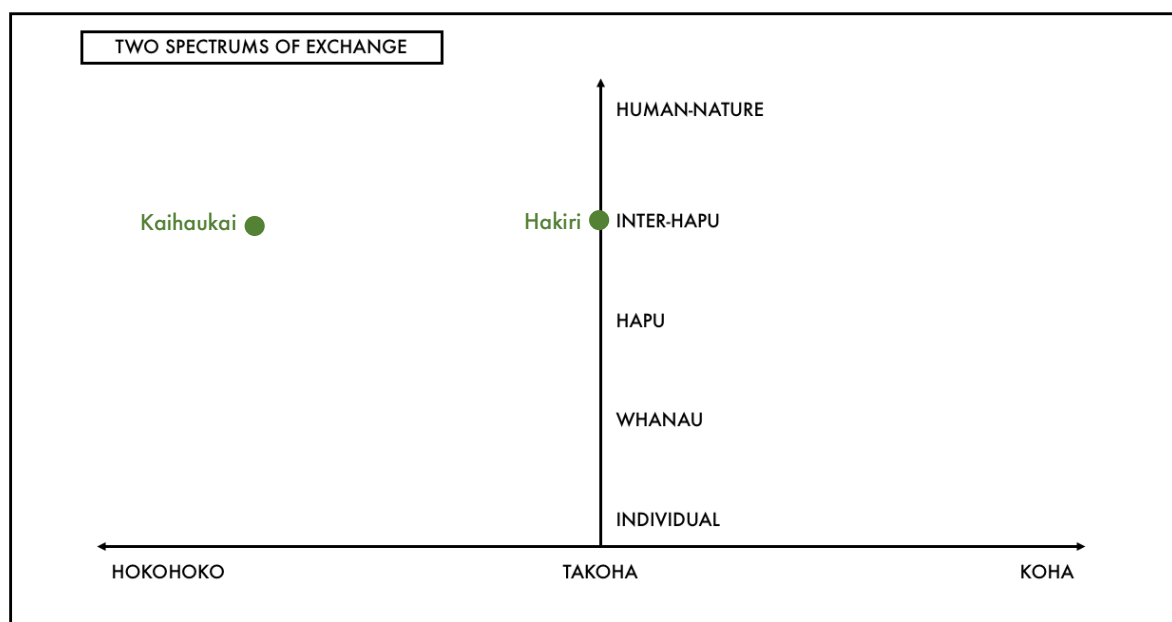 TWO SPECTRUMS OF EXCHANGE
HUMAN-NATURE
Kaihaukai
Hakiri
INTER-HAPU
HAPU
WHANAU
INDIVIDUAL
HOKOHOKO
TAKOHA
KOHA